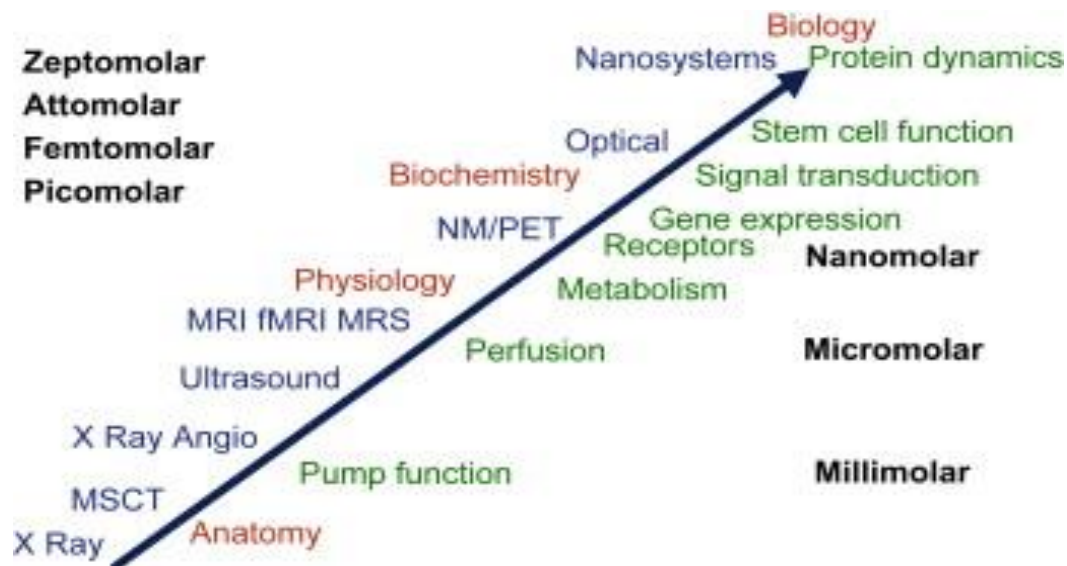 Biology
Nanosystems
Protein dynamics
Zeptomolar
Attomolar
Femtomolar
Picomolar
Optical
Stem cell function
Biochemistry
Signal transduction
NM/PET
Gene expression
Receptors
Nanomolar
Physiology
Metabolism
MRI fMRI MRS
Perfusion
Micromolar
Ultrasound
X Ray Angio
Pump function
Millimolar
MSCT
Anatomy
X Ray